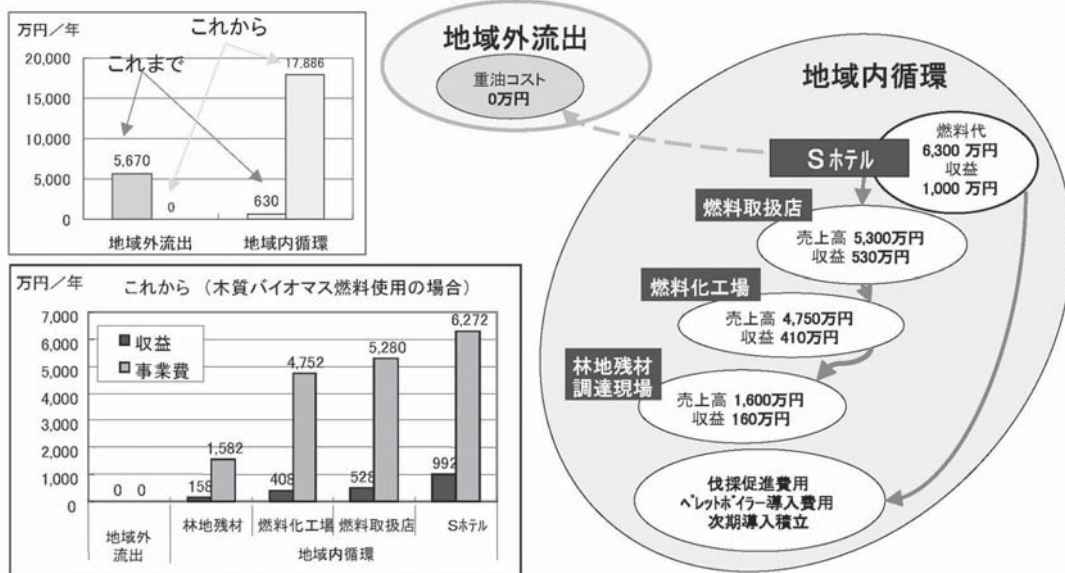 万円/年
これから
これまで
20,000
15,000
10,000
5,000
0
5,670
0
630
17,886
地域外流出
地域内循環
万円/年
これから (木質バイオマス燃料使用の場合)
7,000
6,000
5,000
4,000
3,000
2,000
1,000
0
収益
事業費
0 0
158
1,582
408
4,752
528
5,280
992
6,272
地域外
流出
林地残材
燃料化工場
燃料取扱店
Sホテル
地域内循環
地域外流出
重油コスト
0万円
地域内循環
Sホテル
燃料代
6,300 万円
収益
1,000 万円
燃料取扱店
売上高 5,300万円
収益 530万円
燃料化工場
売上高 4,750万円
収益 410万円
林地残材
調達現場
売上高 1,600万円
収益 160万円
伐採促進費用
ペレットボイラー導入費用
次期導入積立